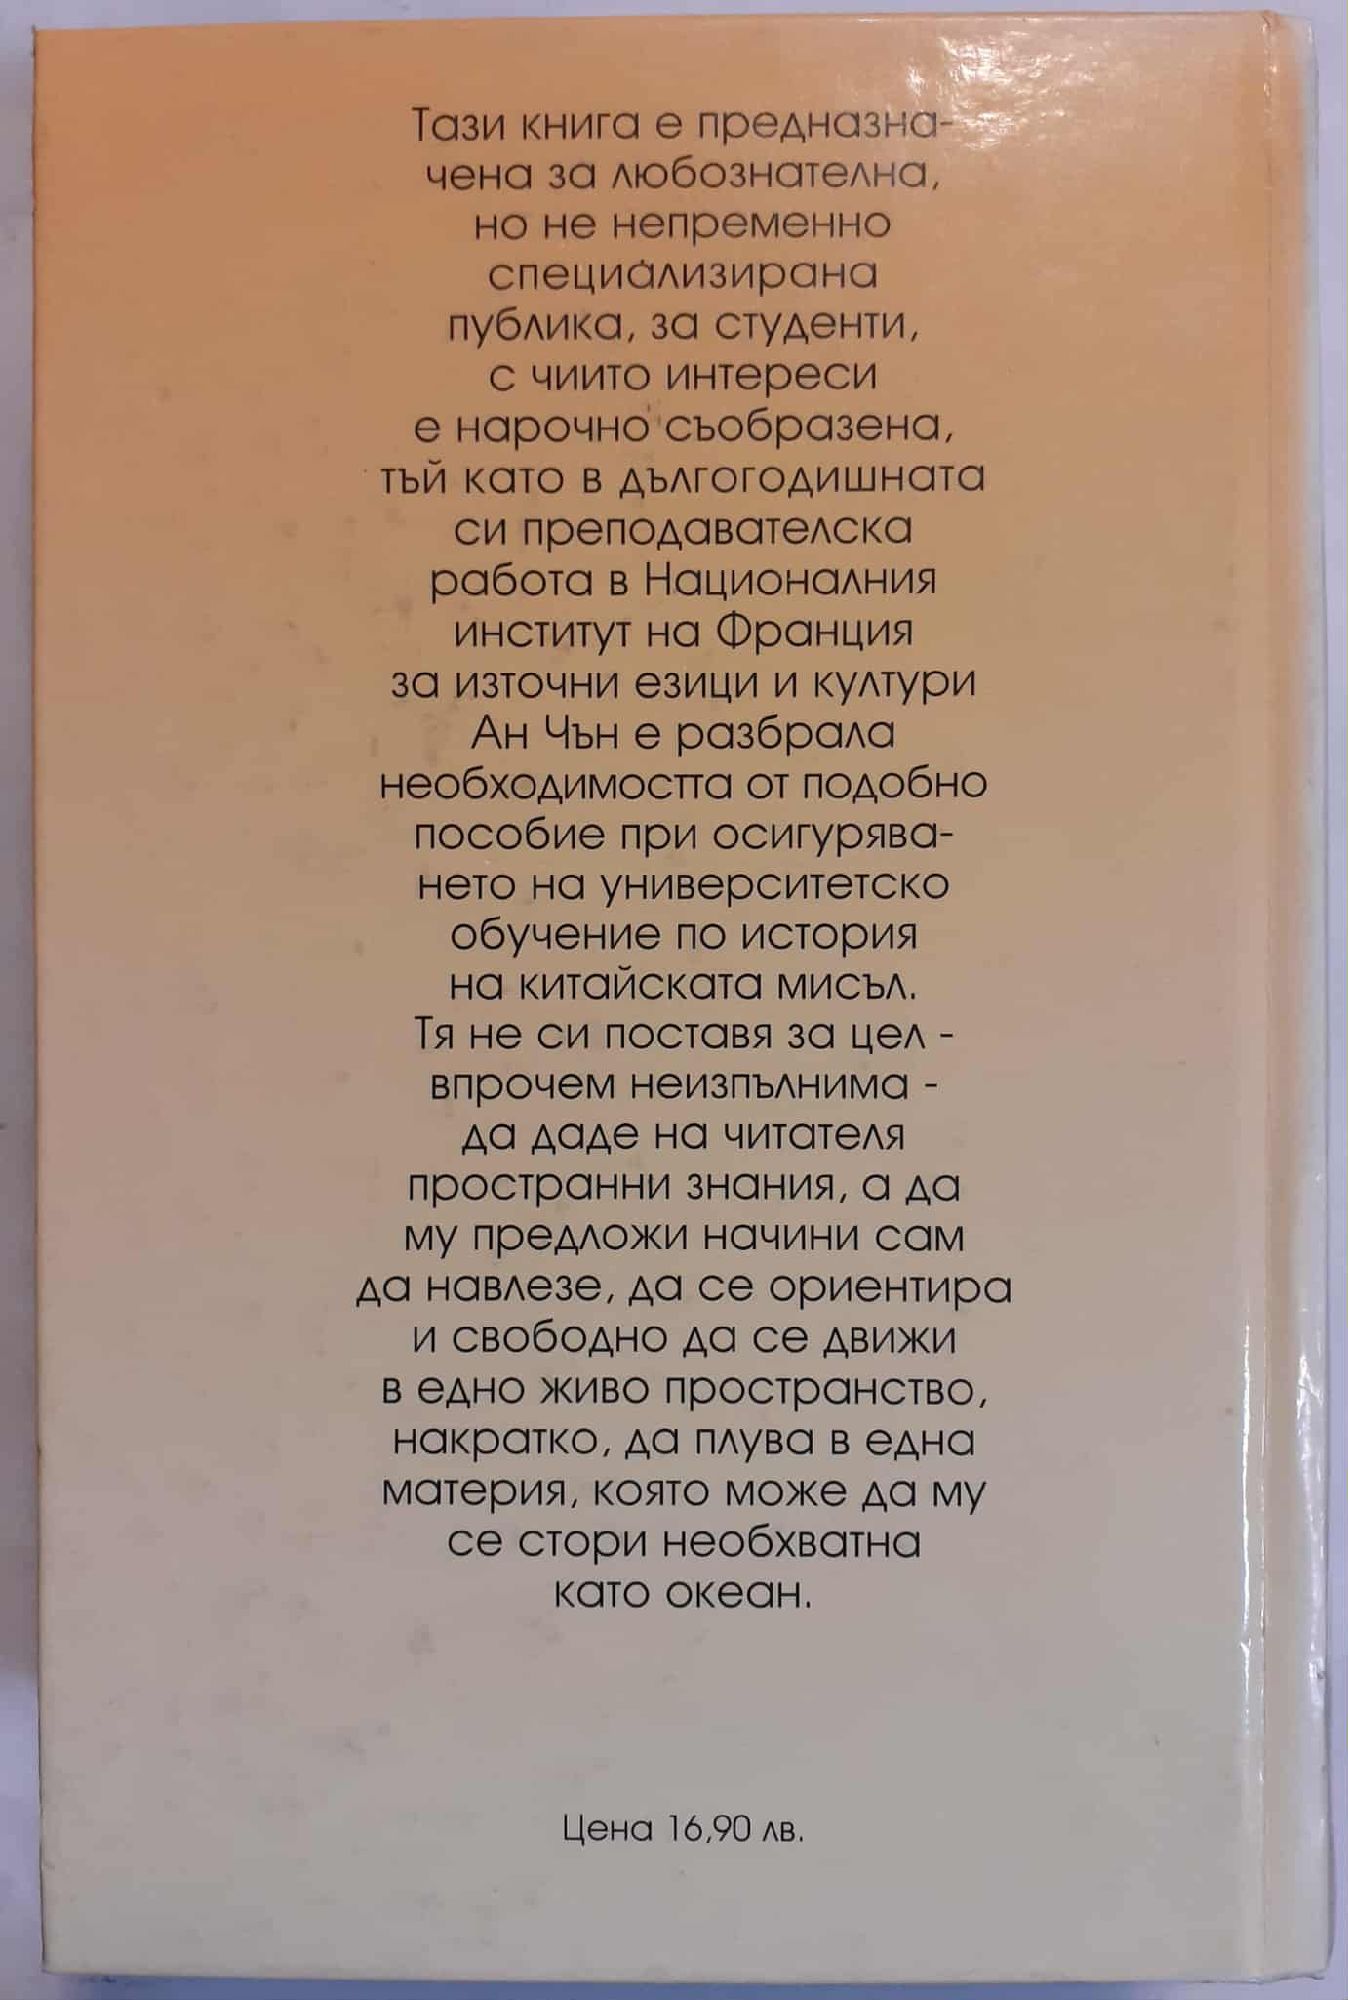 Тази книга е предназна-
чена за любознателна,
но не непременно
специализирана
публика, за студенти,
с чиито интереси
е нарочно съобразена,
тъй като в дългогодишната
си преподавателска
работа в Националния
институт на Франция
за източни езици и култури
Ан Чън е разбрала
необходимостта от подобно
пособие при осигурява-
нето на университетско
обучение по история
на китайската мисъл.
Тя не си поставя за цел -
впрочем неизпълнима -
да даде на читателя
пространни знания, а да
му предложи начини сам
да навлезе, да се ориентира
и свободно да се движи
в едно живо пространство,
накратко, да плува в една
материя, която може да му
се стори необхватна
като океан.
Цена 16,90 лв.